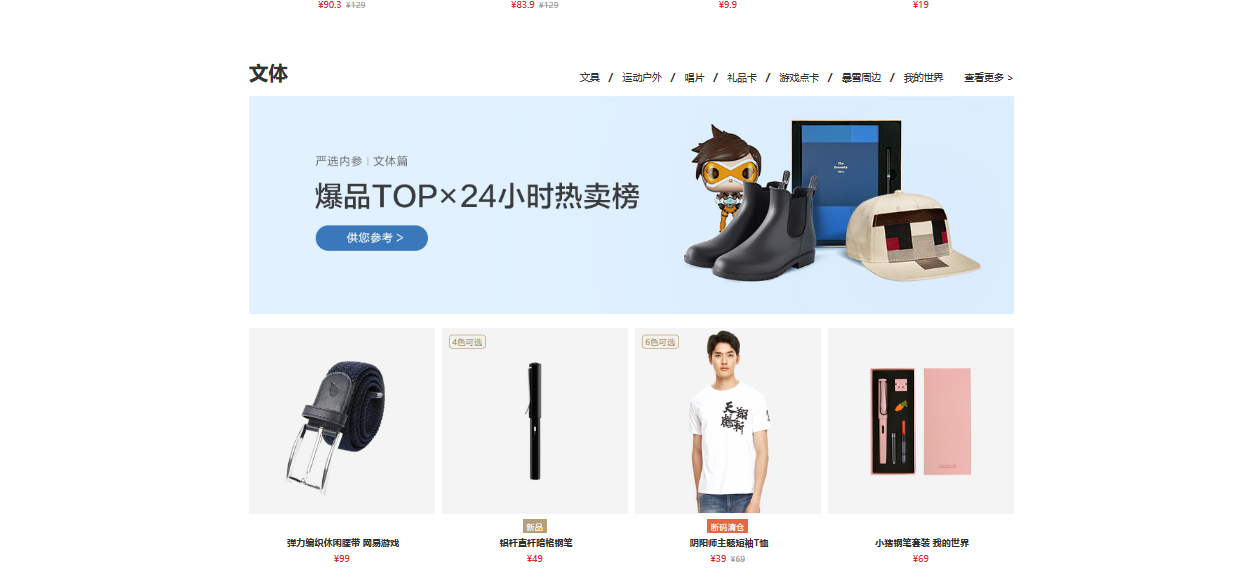 ¥90.3 ¥129
¥83.9 ¥129
¥9.9
¥19
文体
文具 / 运动户外 / 唱片 / 礼品卡 / 游戏点卡 / 暴雪周边 / 我的世界 查看更多 >
严选内参 | 文体篇
爆品TOP×24小时热卖榜
供您参考 >
4色可选
6色可选
天翔
鹤斩
新品
断码清仓
弹力编织休闲腰带 网易游戏
铝杆直杆暗格钢笔
阴阳师主题短袖T恤
小猪钢笔套装 我的世界
¥99
¥49
¥39 ¥69
¥69